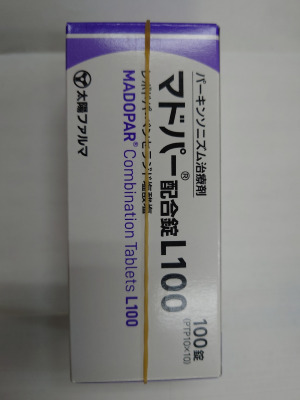 パーキンソニズム治療剤
マドパー®配合錠L100
MADOPAR® Combination Tablets L100
100錠
(PTP10×10)
太陽ファルマ